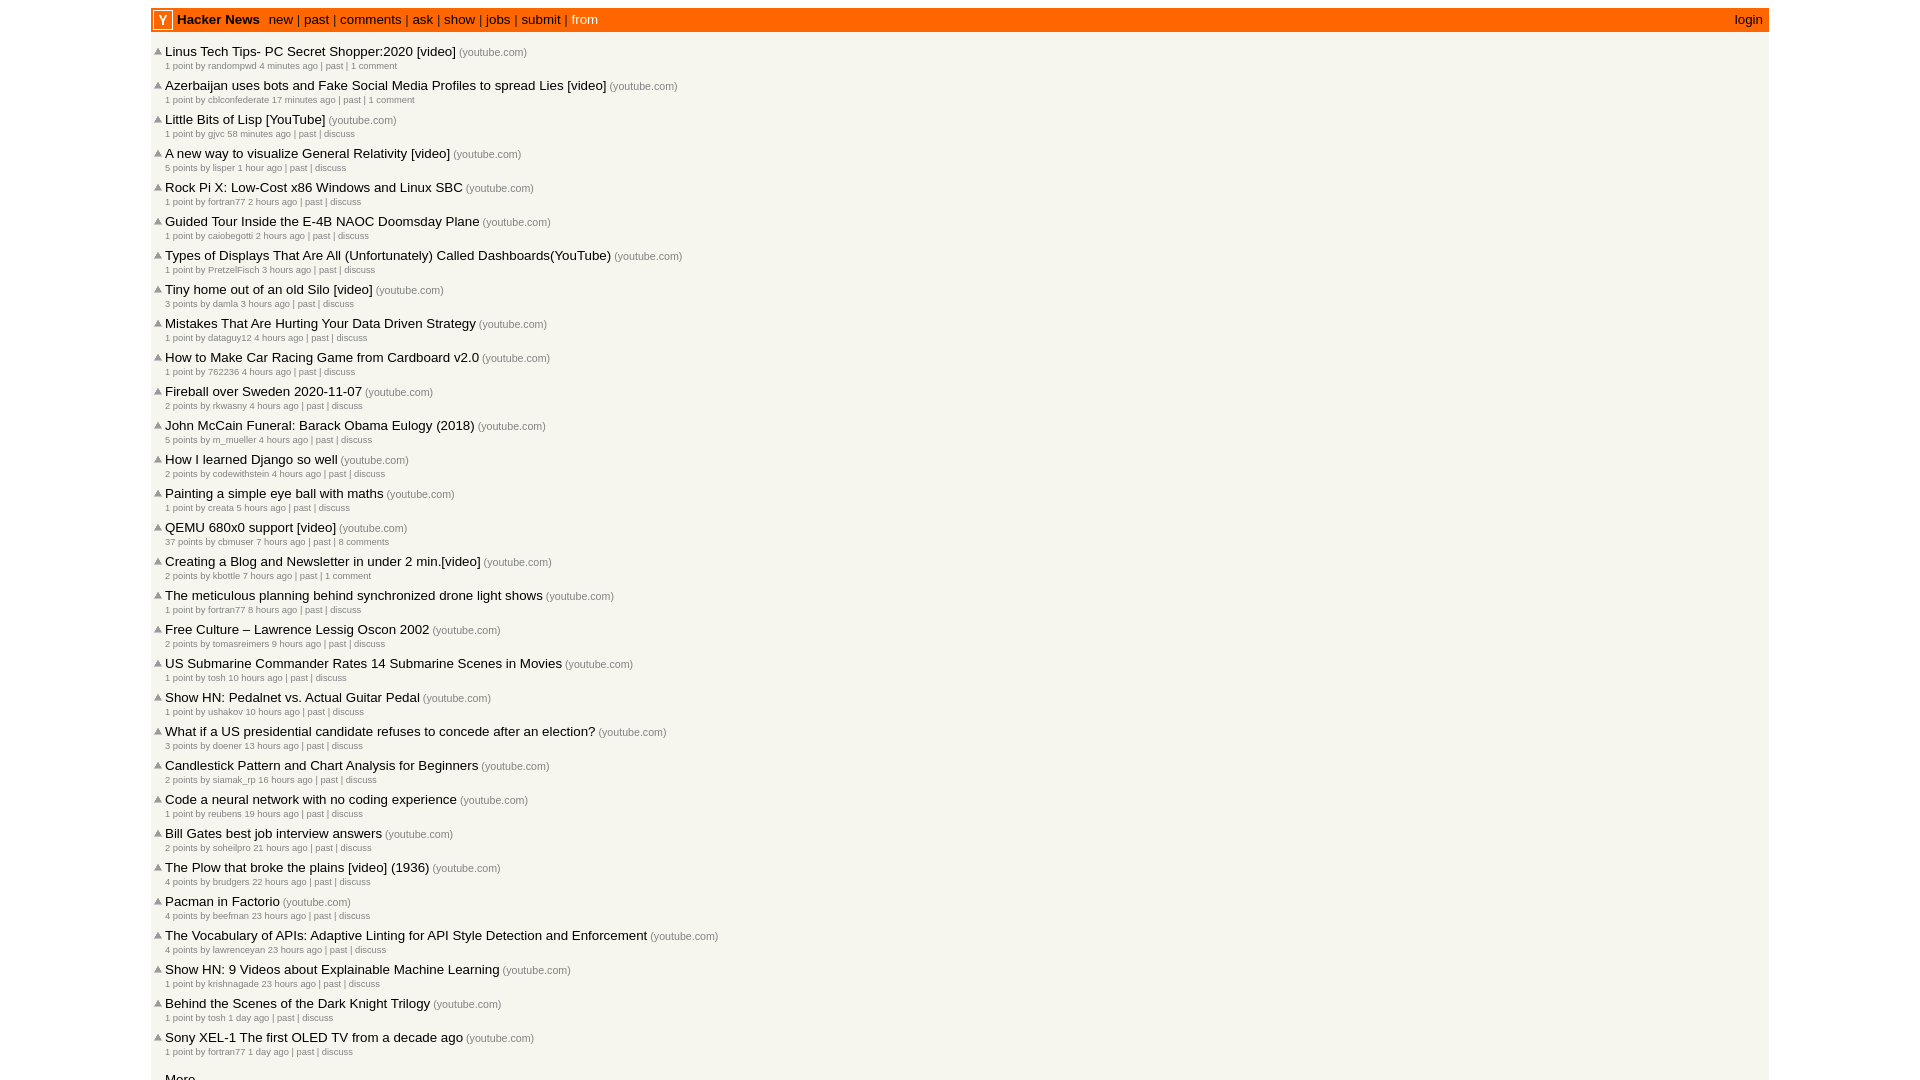 Y Hacker News new | past | comments | ask | show | jobs | submit | from login
Linus Tech Tips- PC Secret Shopper:2020 [video] (youtube.com)
1 point by randompwd 4 minutes ago | past | 1 comment
Azerbaijan uses bots and Fake Social Media Profiles to spread Lies [video] (youtube.com)
1 point by cblconfederate 17 minutes ago | past | 1 comment
Little Bits of Lisp [YouTube] (youtube.com)
1 point by gjvc 58 minutes ago | past | discuss
A new way to visualize General Relativity [video] (youtube.com)
5 points by lisper 1 hour ago | past | discuss
Rock Pi X: Low-Cost x86 Windows and Linux SBC (youtube.com)
1 point by fortran77 2 hours ago | past | discuss
Guided Tour Inside the E-4B NAOC Doomsday Plane (youtube.com)
1 point by caiobegotti 2 hours ago | past | discuss
Types of Displays That Are All (Unfortunately) Called Dashboards(YouTube) (youtube.com)
1 point by PretzelFisch 3 hours ago | past | discuss
Tiny home out of an old Silo [video] (youtube.com)
3 points by damla 3 hours ago | past | discuss
Mistakes That Are Hurting Your Data Driven Strategy (youtube.com)
1 point by dataguy12 4 hours ago | past | discuss
How to Make Car Racing Game from Cardboard v2.0 (youtube.com)
1 point by 762236 4 hours ago | past | discuss
Fireball over Sweden 2020-11-07 (youtube.com)
2 points by rkwasny 4 hours ago | past | discuss
John McCain Funeral: Barack Obama Eulogy (2018) (youtube.com)
5 points by m_mueller 4 hours ago | past | discuss
How I learned Django so well (youtube.com)
2 points by codewithstein 4 hours ago | past | discuss
Painting a simple eye ball with maths (youtube.com)
1 point by creata 5 hours ago | past | discuss
QEMU 680x0 support [video] (youtube.com)
37 points by cbmuser 7 hours ago | past | 8 comments
Creating a Blog and Newsletter in under 2 min.[video] (youtube.com)
2 points by kbottle 7 hours ago | past | 1 comment
The meticulous planning behind synchronized drone light shows (youtube.com)
1 point by fortran77 8 hours ago | past | discuss
Free Culture – Lawrence Lessig Oscon 2002 (youtube.com)
2 points by tomasreimers 9 hours ago | past | discuss
US Submarine Commander Rates 14 Submarine Scenes in Movies (youtube.com)
1 point by tosh 10 hours ago | past | discuss
Show HN: Pedalnet vs. Actual Guitar Pedal (youtube.com)
1 point by ushakov 10 hours ago | past | discuss
What if a US presidential candidate refuses to concede after an election? (youtube.com)
3 points by doener 13 hours ago | past | discuss
Candlestick Pattern and Chart Analysis for Beginners (youtube.com)
2 points by siamak_rp 16 hours ago | past | discuss
Code a neural network with no coding experience (youtube.com)
1 point by reubens 19 hours ago | past | discuss
Bill Gates best job interview answers (youtube.com)
2 points by soheilpro 21 hours ago | past | discuss
The Plow that broke the plains [video] (1936) (youtube.com)
4 points by brudgers 22 hours ago | past | discuss
Pacman in Factorio (youtube.com)
4 points by beefman 23 hours ago | past | discuss
The Vocabulary of APIs: Adaptive Linting for API Style Detection and Enforcement (youtube.com)
4 points by lawrenceyan 23 hours ago | past | discuss
Show HN: 9 Videos about Explainable Machine Learning (youtube.com)
1 point by krishnagade 23 hours ago | past | discuss
Behind the Scenes of the Dark Knight Trilogy (youtube.com)
1 point by tosh 1 day ago | past | discuss
Sony XEL-1 The first OLED TV from a decade ago (youtube.com)
1 point by fortran77 1 day ago | past | discuss
More